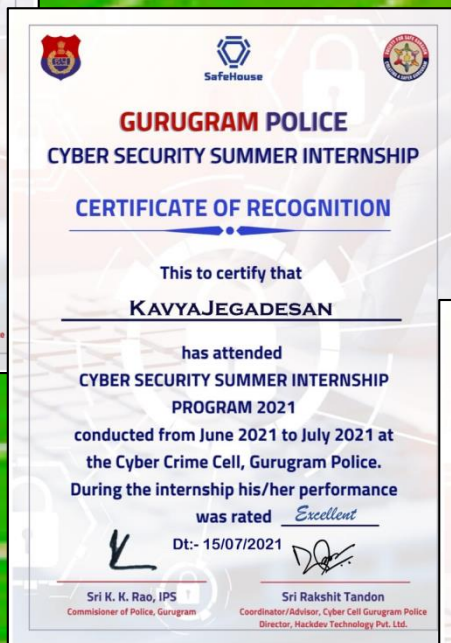 SafeHouse
GURUGRAM POLICE
CYBER SECURITY SUMMER INTERNSHIP
CERTIFICATE OF RECOGNITION
This to certify that
KAVYAJEGADESAN
has attended
CYBER SECURITY SUMMER INTERNSHIP
PROGRAM 2021
conducted from June 2021 to July 2021 at
the Cyber Crime Cell, Gurugram Police.
During the internship his/her performance
was rated Excellent
Dt:- 15/07/2021
Sri K. K. Rao, IPS
Commisioner of Police, Gurugram
Sri Rakshit Tandon
Coordinator/Advisor, Cyber Cell Gurugram Police
Director, Hackdev Technology Pvt. Ltd.